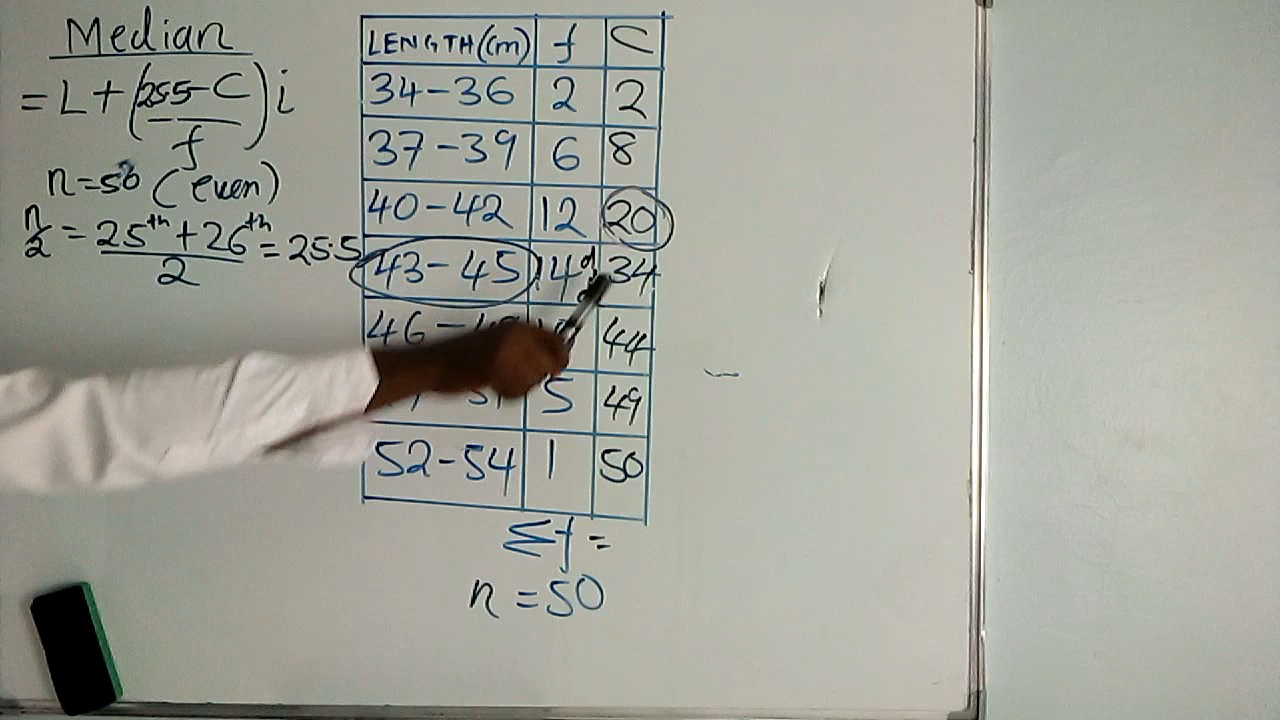 Median
= L + (25.5 - C / f) i
n = 50 (even)
n/2 = 25th + 26th / 2 = 25.5
LENGTH (cm) f C
34-36 2 2
37-39 6 8
40-42 12 20
43-45 14 34
46- 44
5 49
52-54 1 50
Σf =
n = 50